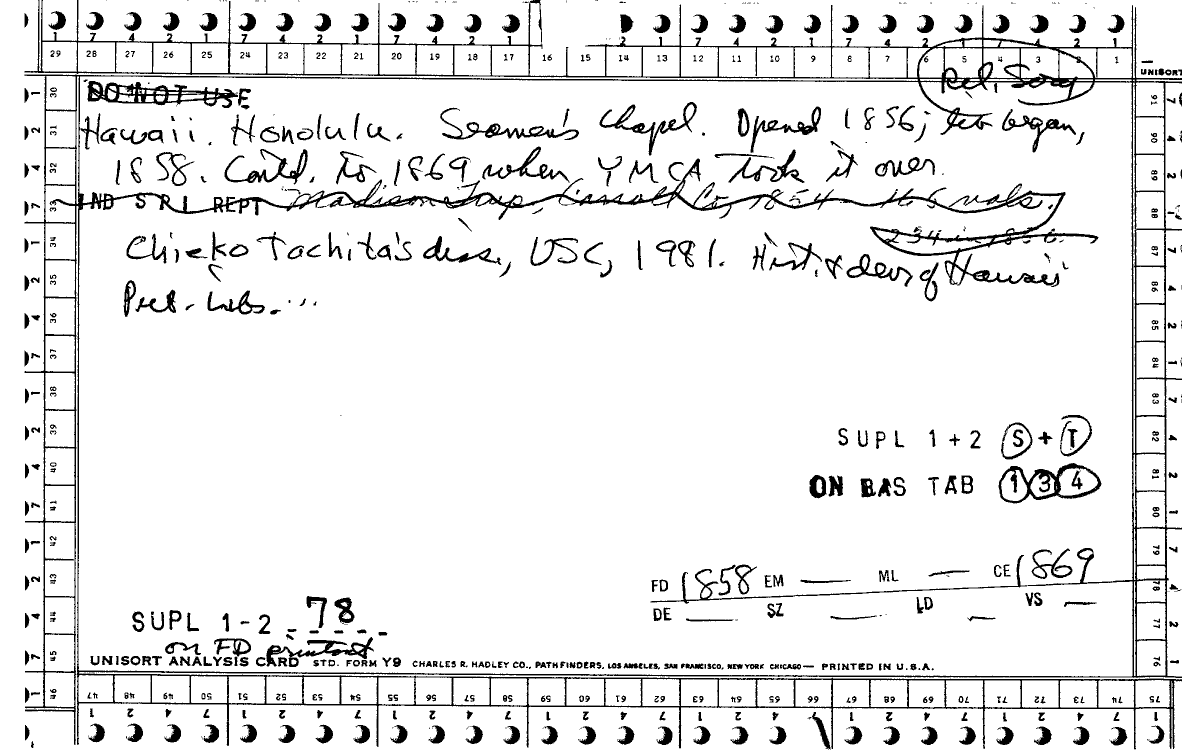 7 4 2 1 7 4 2 1 7 4 2 1 2 1 7 4 2 1 7 4 2 1 7 4 2 1
29 28 27 26 25 24 23 22 21 20 19 18 17 16 15 14 13 12 11 10 9 8 7 6 5 4 3 2 1
UNISORT
Rel. Socy
DO NOT USE
Hawaii. Honolulu. Seamen's Chapel. Opened 1856; began,
1858. Contd. to 1869 when YMCA took it over.
IND S R L REPT Madison Twp, Carroll Co, 1854 166 vols.
234 in 1856.
Chieko Tachita's diss., USC, 1981. Hist. & dev of Hawaii
Pub. Libs. ...
SUPL 1+2 S + T
ON BAS TAB 1 3 4
FD 1858 EM — ML — CE 1869
DE — SZ — LD — VS —
SUPL 1-2 - 78
on FD printout
UNISORT ANALYSIS CARD STD. FORM Y9 CHARLES R. HADLEY CO., PATHFINDERS, LOS ANGELES, SAN FRANCISCO, NEW YORK CHICAGO — PRINTED IN U.S.A.
30 31 32 33 34 35 36 37 38 39 40 41 42 43 44 45 46
91 90 89 88 87 86 85 84 83 82 81 80 79 78 77 76
47 48 49 50 51 52 53 54 55 56 57 58 59 60 61 62 63 64 65 66 67 68 69 70 71 72 73 74 75